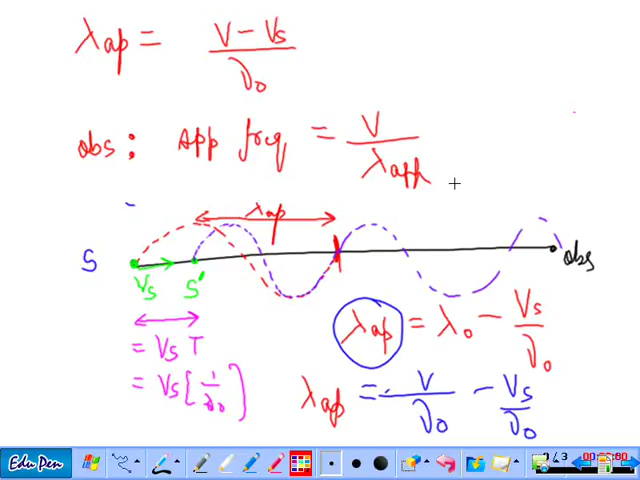 λap = (V - Vs) / ν0
obs : App freq = V / λapp
λap
S Vs S' obs
= Vs T
λap = λ0 - Vs / ν0
= Vs [1 / ν0]
λap = V / ν0 - Vs / ν0
Edu Pen